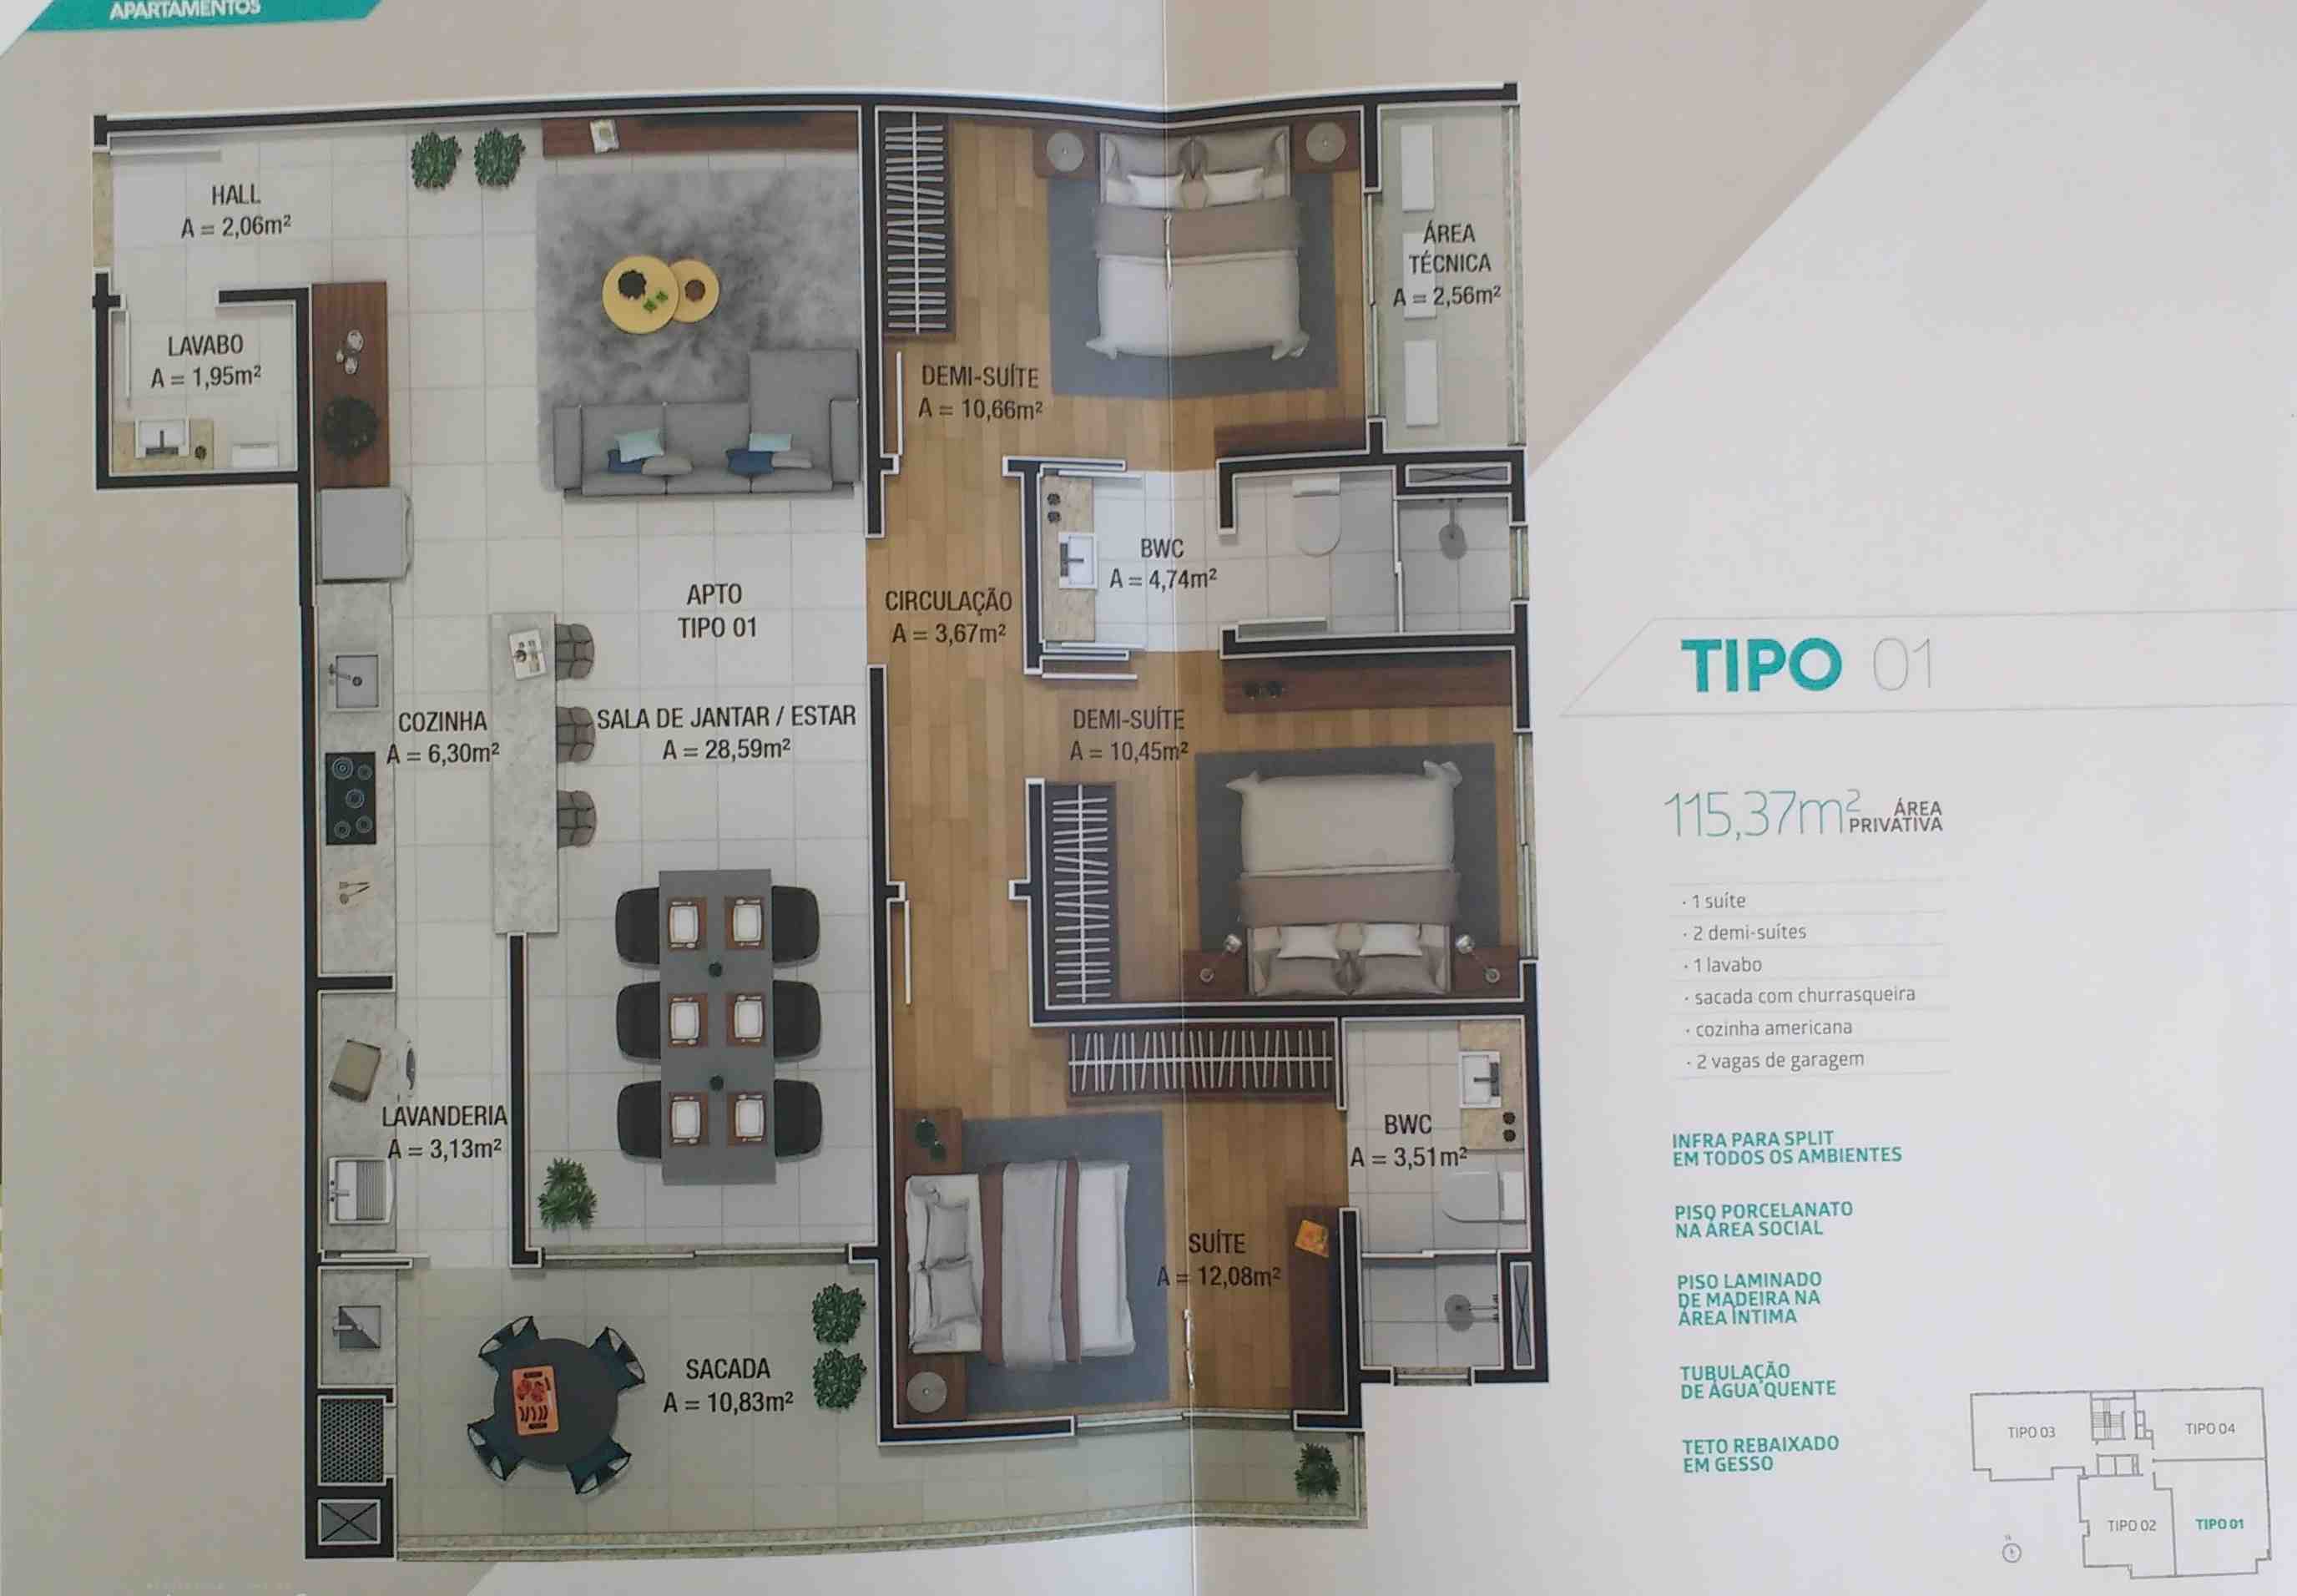 APARTAMENTOS
HALL
A = 2,06m²
LAVABO
A = 1,95m²
DEMI-SUÍTE
A = 10,66m²
ÁREA
TÉCNICA
A = 2,56m²
BWC
A = 4,74m²
APTO
TIPO 01
CIRCULAÇÃO
A = 3,67m²
COZINHA
A = 6,30m²
SALA DE JANTAR / ESTAR
A = 28,59m²
DEMI-SUÍTE
A = 10,45m²
LAVANDERIA
A = 3,13m²
BWC
A = 3,51m²
SUÍTE
A = 12,08m²
SACADA
A = 10,83m²
TIPO 01
115,37m² ÁREA
PRIVATIVA
· 1 suíte
· 2 demi-suítes
· 1 lavabo
· sacada com churrasqueira
· cozinha americana
· 2 vagas de garagem
INFRA PARA SPLIT
EM TODOS OS AMBIENTES
PISO PORCELANATO
NA ÁREA SOCIAL
PISO LAMINADO
DE MADEIRA NA
ÁREA ÍNTIMA
TUBULAÇÃO
DE ÁGUA QUENTE
TETO REBAIXADO
EM GESSO
TIPO 03
TIPO 04
TIPO 02
TIPO 01